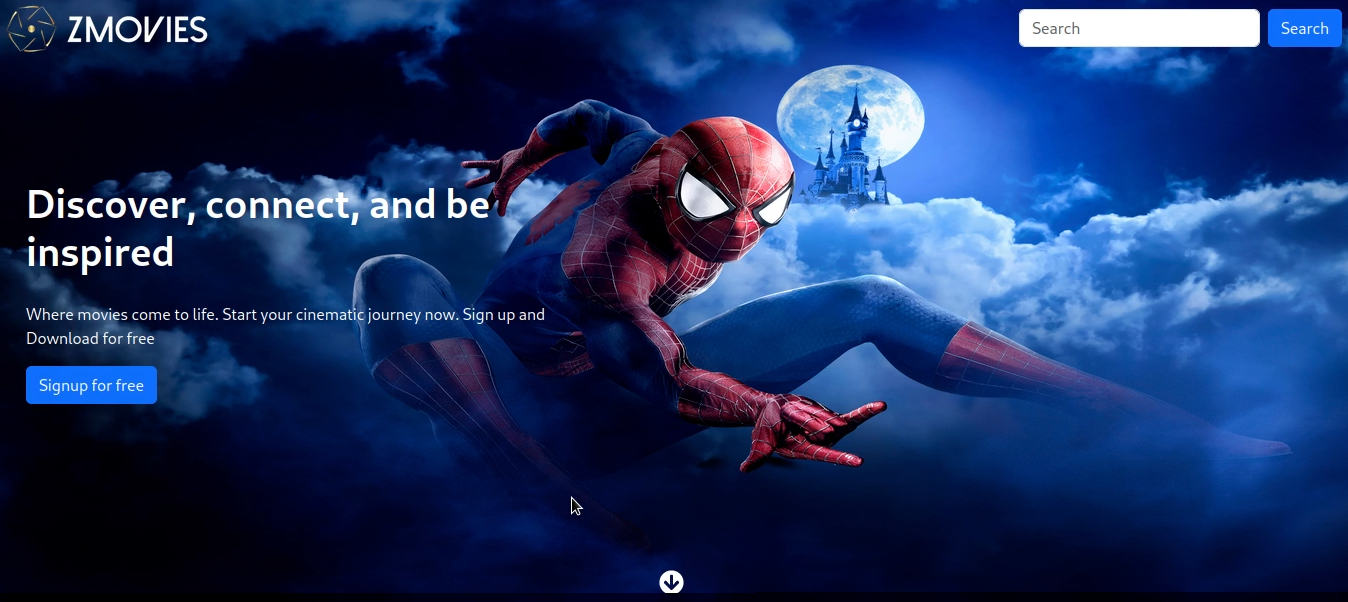 ZMOVIES
Search
Search
Discover, connect, and be
inspired
Where movies come to life. Start your cinematic journey now. Sign up and
Download for free
Signup for free